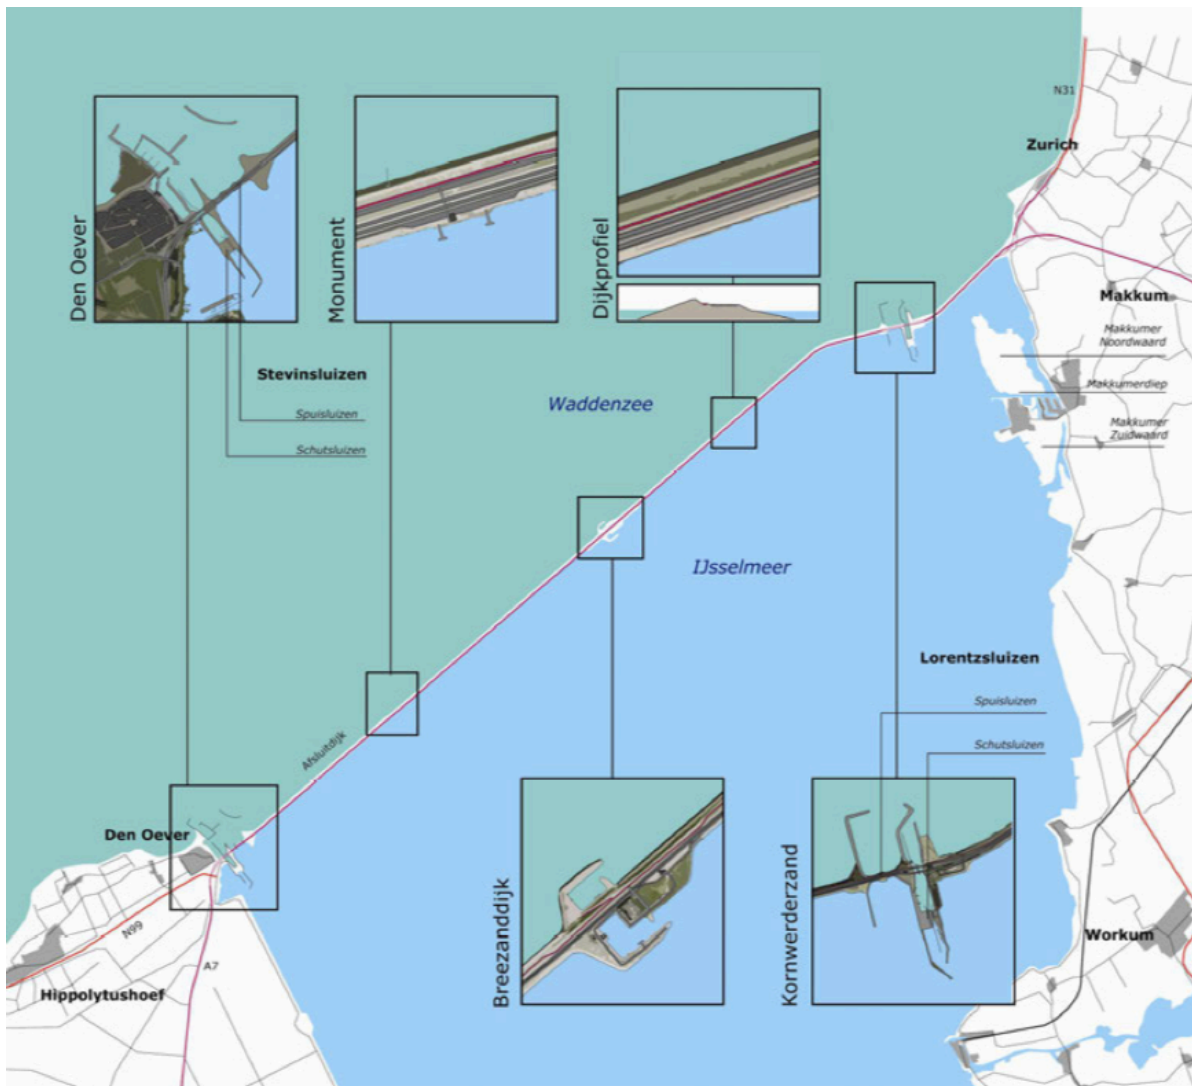 N31
Zurich
Den Oever
Monument
Dijkprofiel
Makkum
Makkumer
Noordwaard
Makkumerdiep
Makkumer
Zuidwaard
Stevinsluizen
Spuisluizen
Schutsluizen
Waddenzee
IJsselmeer
Lorentzsluizen
Spuisluizen
Schutsluizen
Afsluitdijk
Den Oever
N99
A7
Hippolytushoef
Breezanddijk
Kornwerderzand
Workum